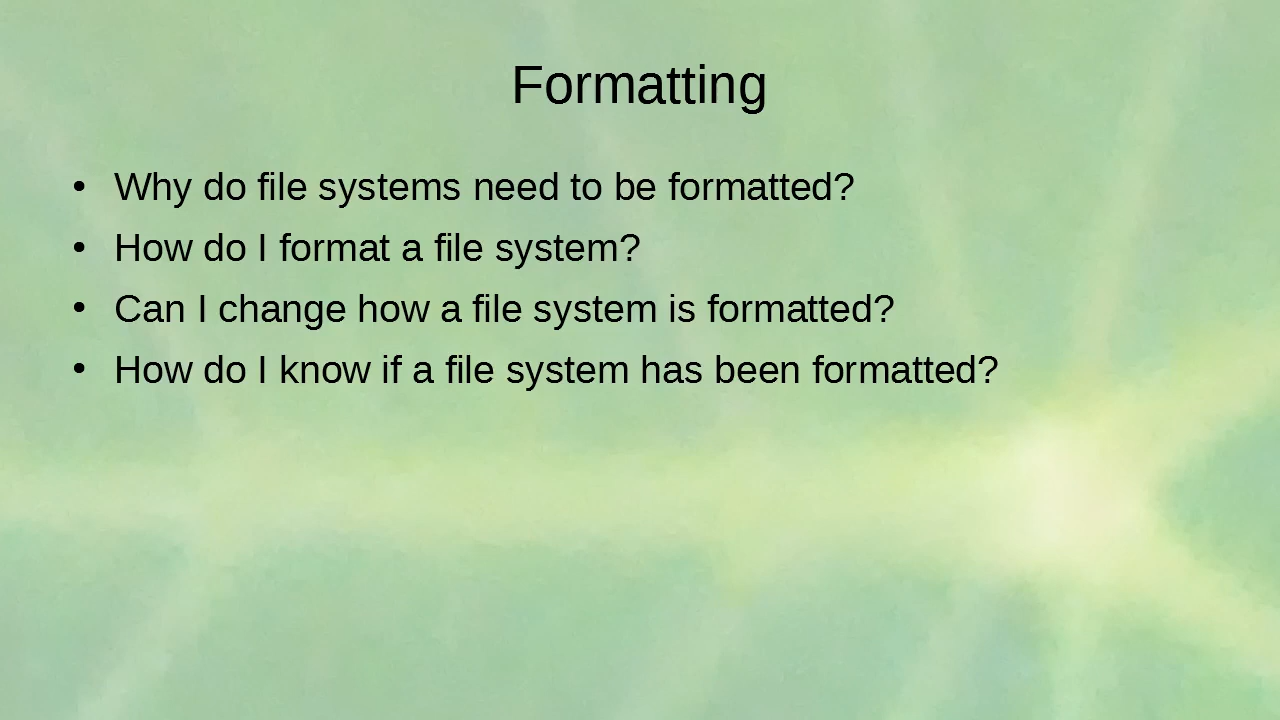 Formatting
• Why do file systems need to be formatted?
• How do I format a file system?
• Can I change how a file system is formatted?
• How do I know if a file system has been formatted?